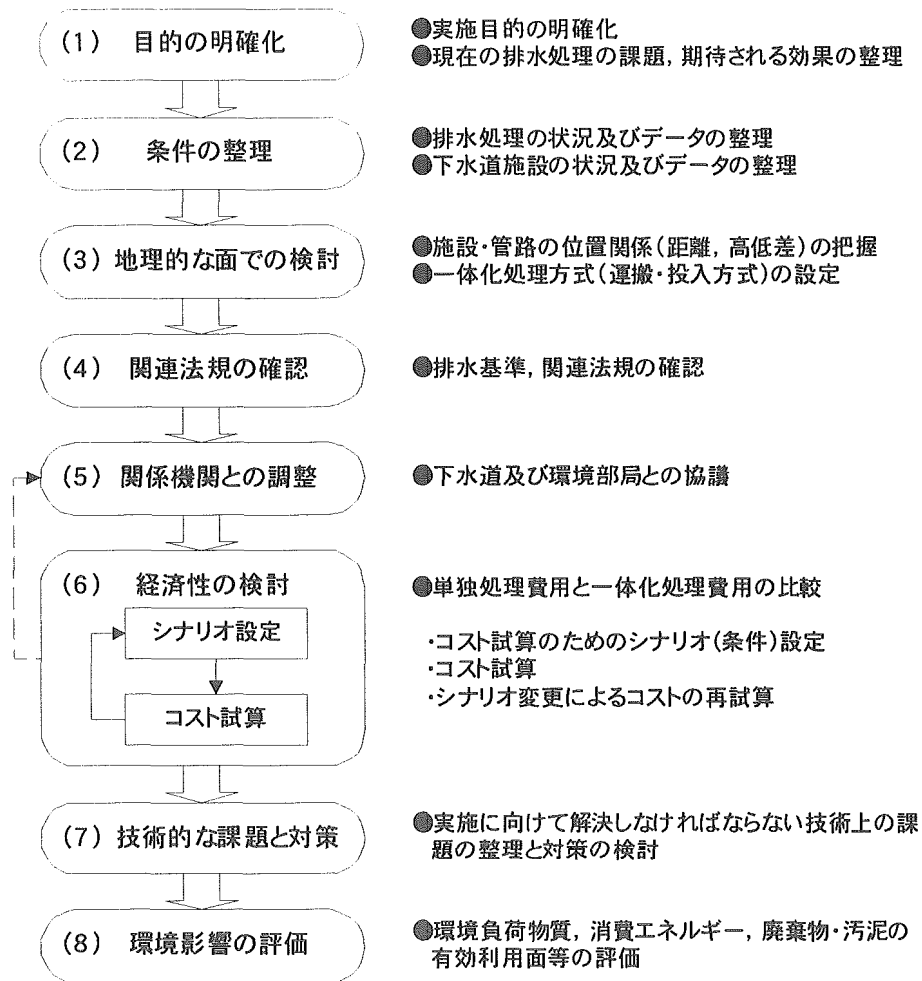 (1) 目的の明確化
●実施目的の明確化
●現在の排水処理の課題，期待される効果の整理
(2) 条件の整理
●排水処理の状況及びデータの整理
●下水道施設の状況及びデータの整理
(3) 地理的な面での検討
●施設・管路の位置関係(距離，高低差)の把握
●一体化処理方式(運搬・投入方式)の設定
(4) 関連法規の確認
●排水基準，関連法規の確認
(5) 関係機関との調整
●下水道及び環境部局との協議
(6) 経済性の検討
シナリオ設定
コスト試算
●単独処理費用と一体化処理費用の比較
・コスト試算のためのシナリオ(条件)設定
・コスト試算
・シナリオ変更によるコストの再試算
(7) 技術的な課題と対策
●実施に向けて解決しなければならない技術上の課
題の整理と対策の検討
(8) 環境影響の評価
●環境負荷物質，消費エネルギー，廃棄物・汚泥の
有効利用面等の評価